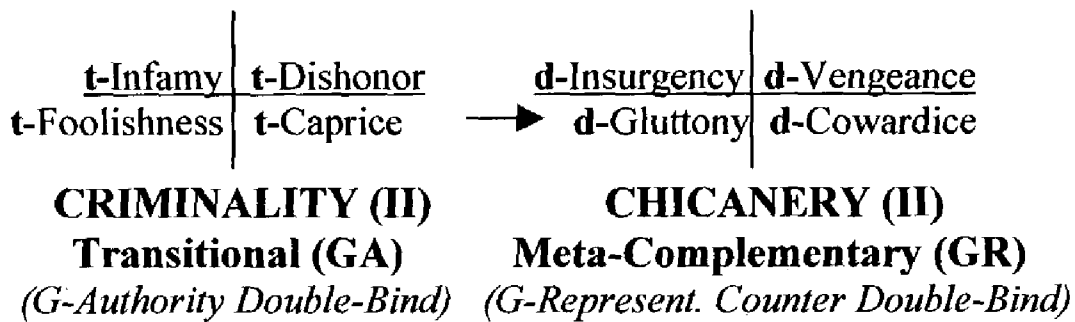 t-Infamy t-Dishonor d-Insurgency d-Vengeance
t-Foolishness t-Caprice d-Gluttony d-Cowardice
CRIMINALITY (II) CHICANERY (II)
Transitional (GA) Meta-Complementary (GR)
(G-Authority Double-Bind) (G-Represent. Counter Double-Bind)